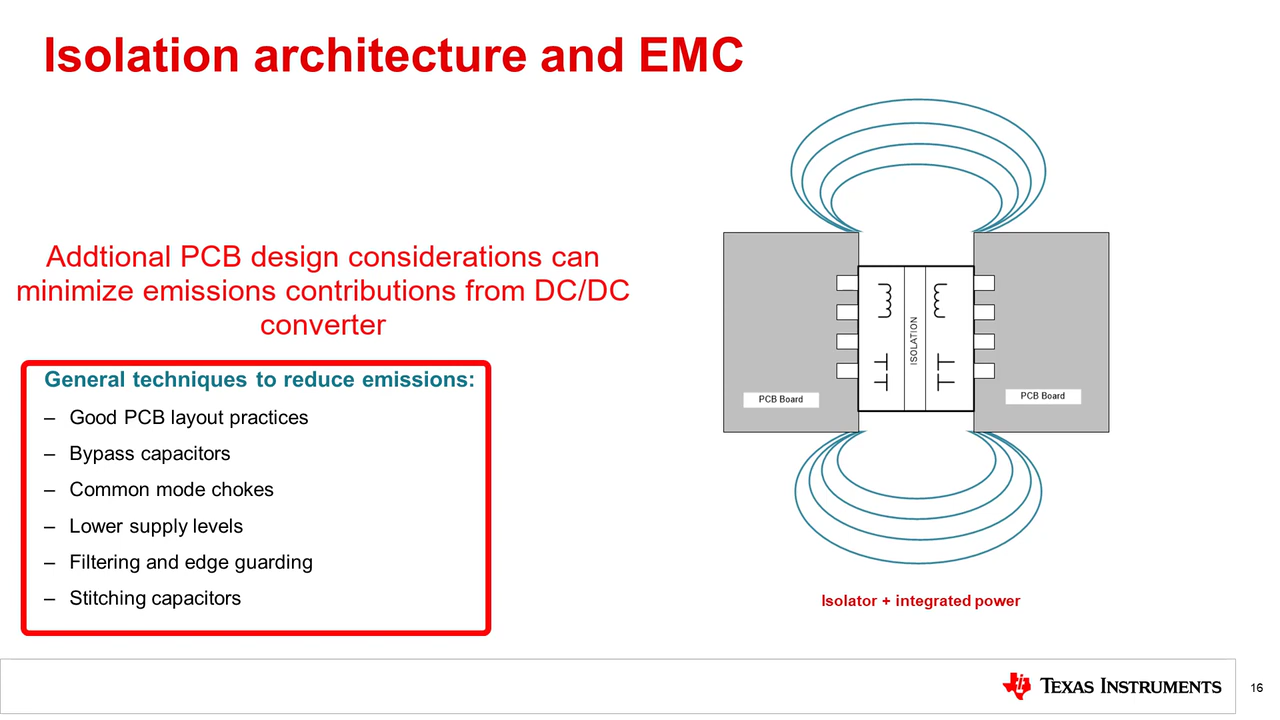 Isolation architecture and EMC
Addtional PCB design considerations can
minimize emissions contributions from DC/DC
converter
General techniques to reduce emissions:
– Good PCB layout practices
– Bypass capacitors
– Common mode chokes
– Lower supply levels
– Filtering and edge guarding
– Stitching capacitors
ISOLATION
PCB Board
PCB Board
Isolator + integrated power
TEXAS INSTRUMENTS
16